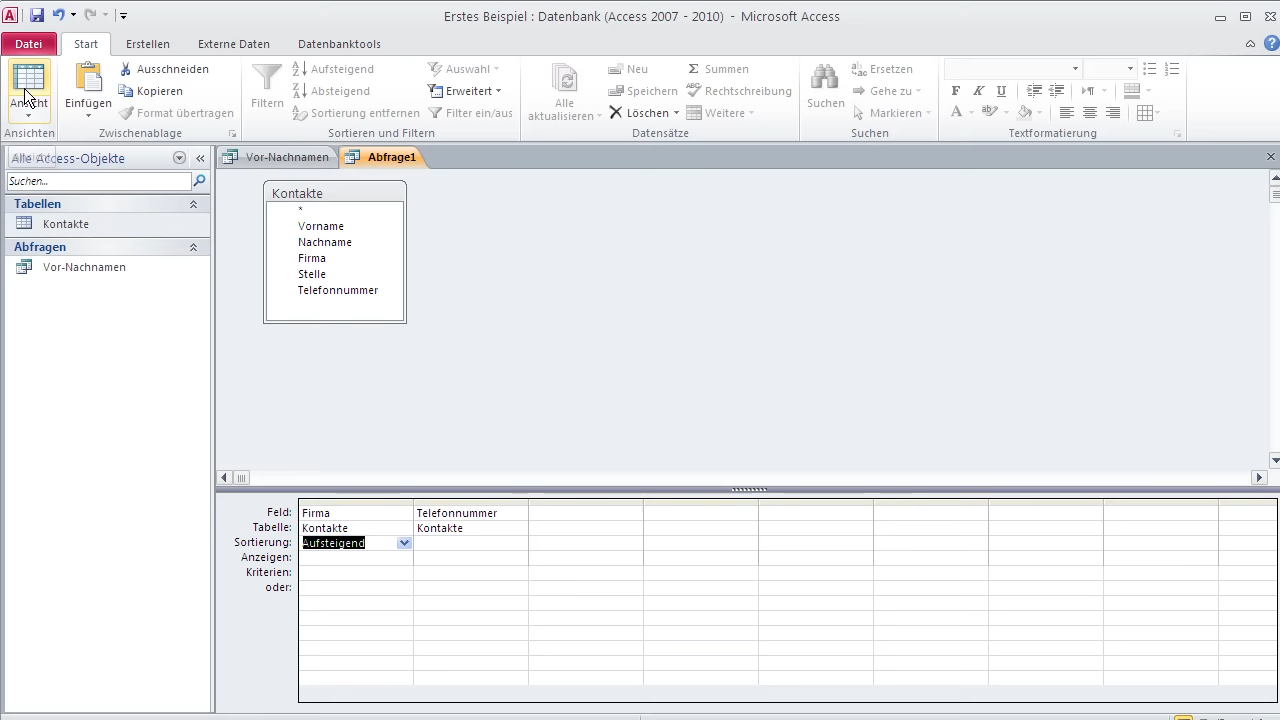 Erstes Beispiel : Datenbank (Access 2007 - 2010) - Microsoft Access
Datei Start Erstellen Externe Daten Datenbanktools
Ansicht
Ansichten
Einfügen
Ausschneiden
Kopieren
Format übertragen
Zwischenablage
Filtern
Aufsteigend
Absteigend
Sortierung entfernen
Auswahl
Erweitert
Filter ein/aus
Sortieren und Filtern
Alle
aktualisieren
Neu
Speichern
Löschen
Summen
Rechtschreibung
Weitere
Datensätze
Suchen
Ersetzen
Gehe zu
Markieren
Suchen
F K U
A
Textformatierung
Alle Access-Objekte
Suchen...
Tabellen
Kontakte
Abfragen
Vor-Nachnamen
Vor-Nachnamen Abfrage1
Kontakte
*
Vorname
Nachname
Firma
Stelle
Telefonnummer
Feld: Firma Telefonnummer
Tabelle: Kontakte Kontakte
Sortierung: Aufsteigend
Anzeigen:
Kriterien:
oder: